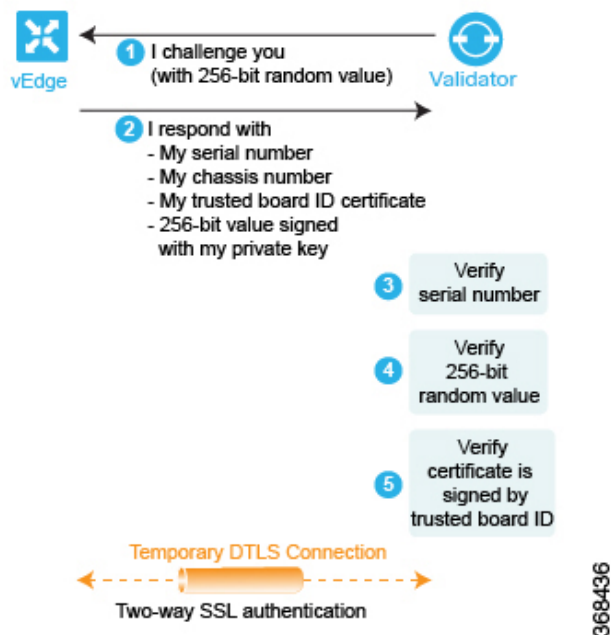 1 I challenge you
(with 256-bit random value)
vEdge
Validator
2 I respond with
- My serial number
- My chassis number
- My trusted board ID certificate
- 256-bit value signed
with my private key
3 Verify
serial number
4 Verify
256-bit
random value
5 Verify
certificate is
signed by
trusted board ID
Temporary DTLS Connection
Two-way SSL authentication
368436